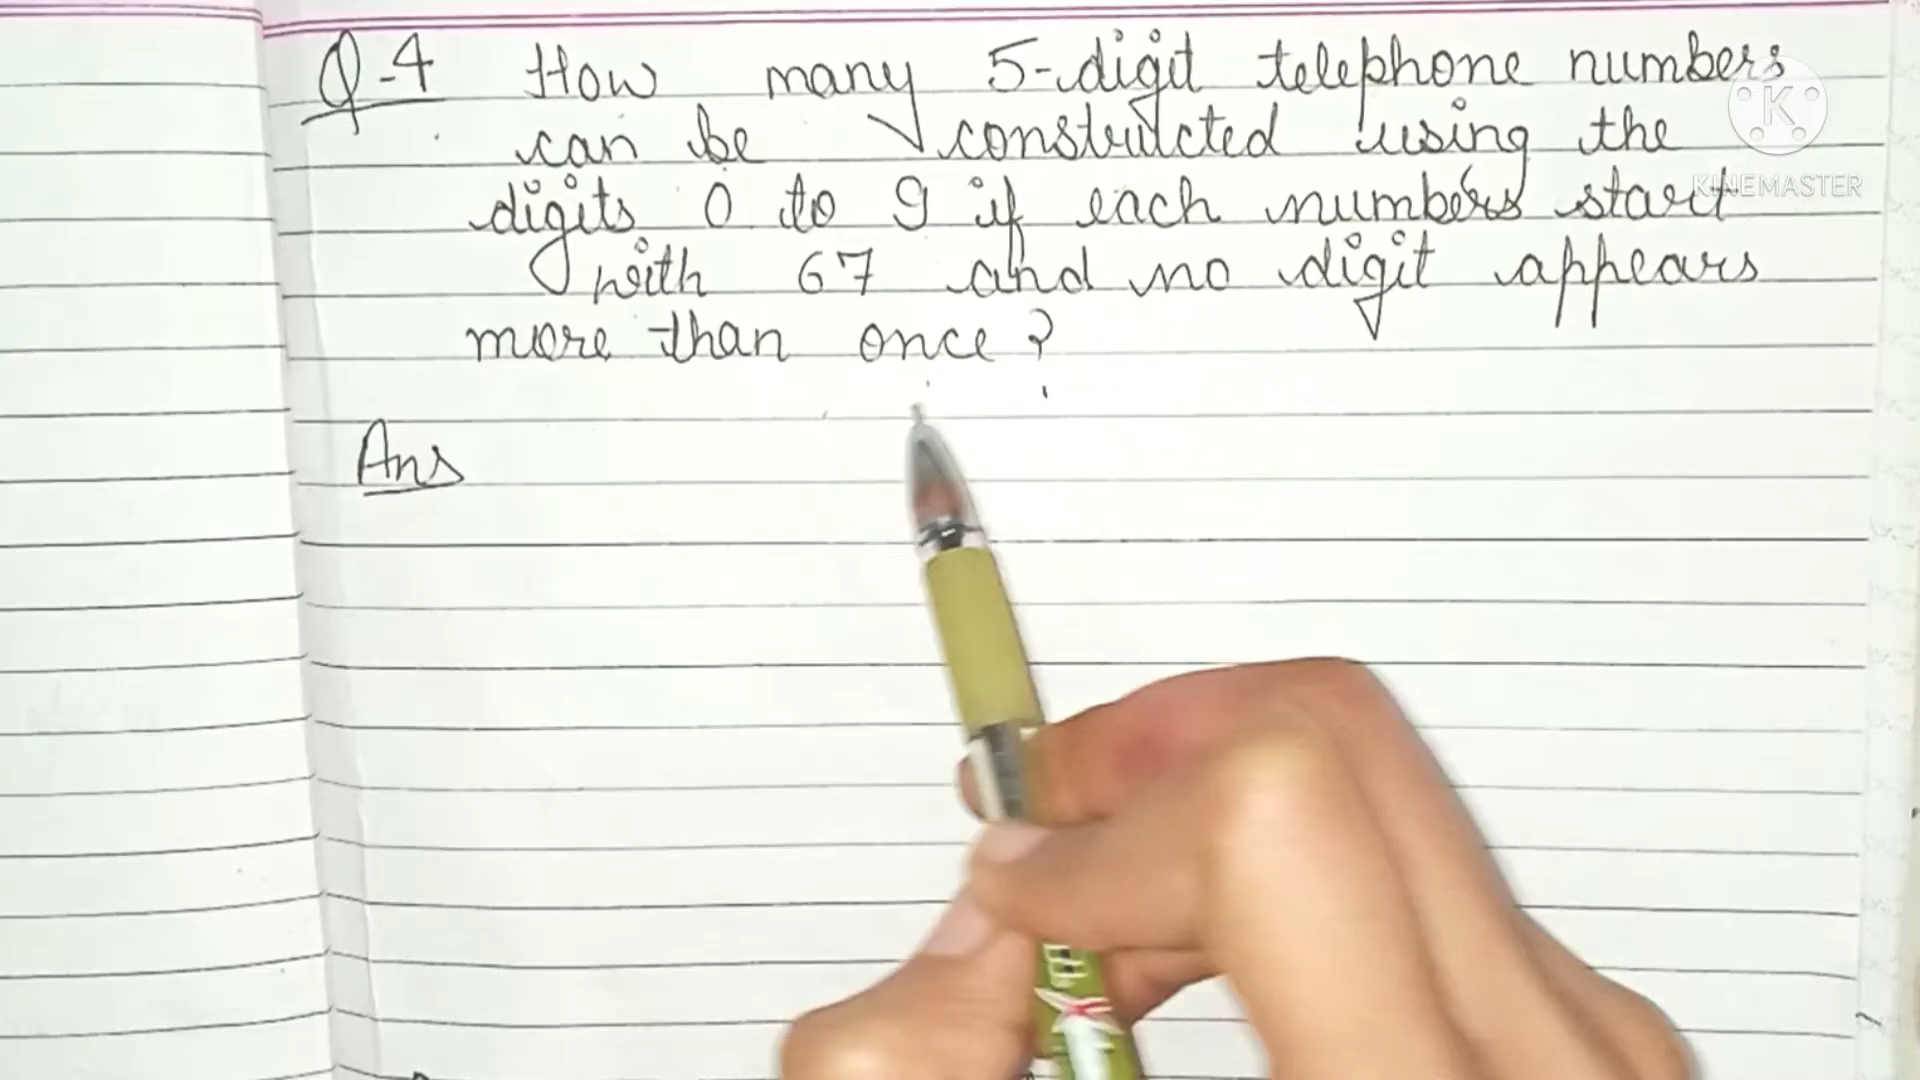 Q-4 How many 5-digit telephone numbers
can be constructed using the
digits 0 to 9 if each numbers start
with 67 and no digit appears
more than once?
Ans
K
KINEMASTER